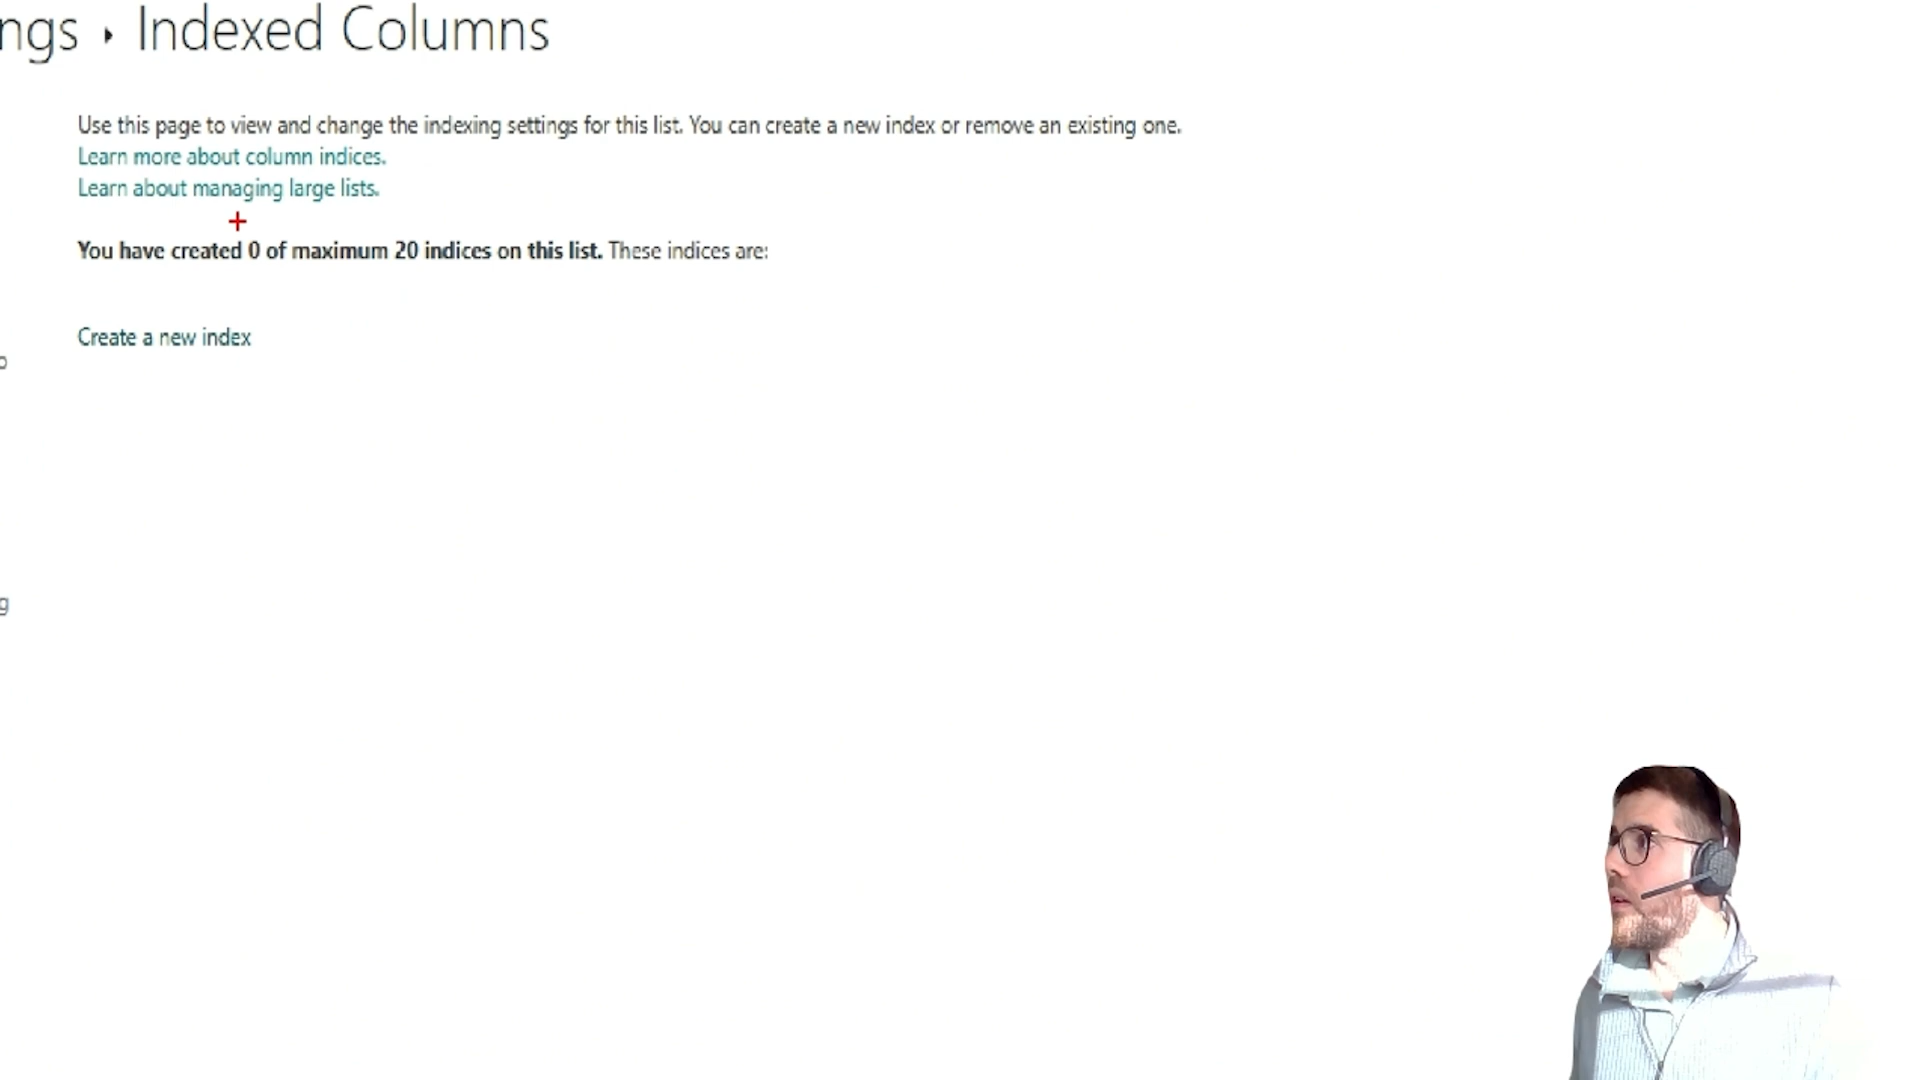 ngs ▸ Indexed Columns
Use this page to view and change the indexing settings for this list. You can create a new index or remove an existing one.
Learn more about column indices.
Learn about managing large lists.
You have created 0 of maximum 20 indices on this list. These indices are:
Create a new index
g